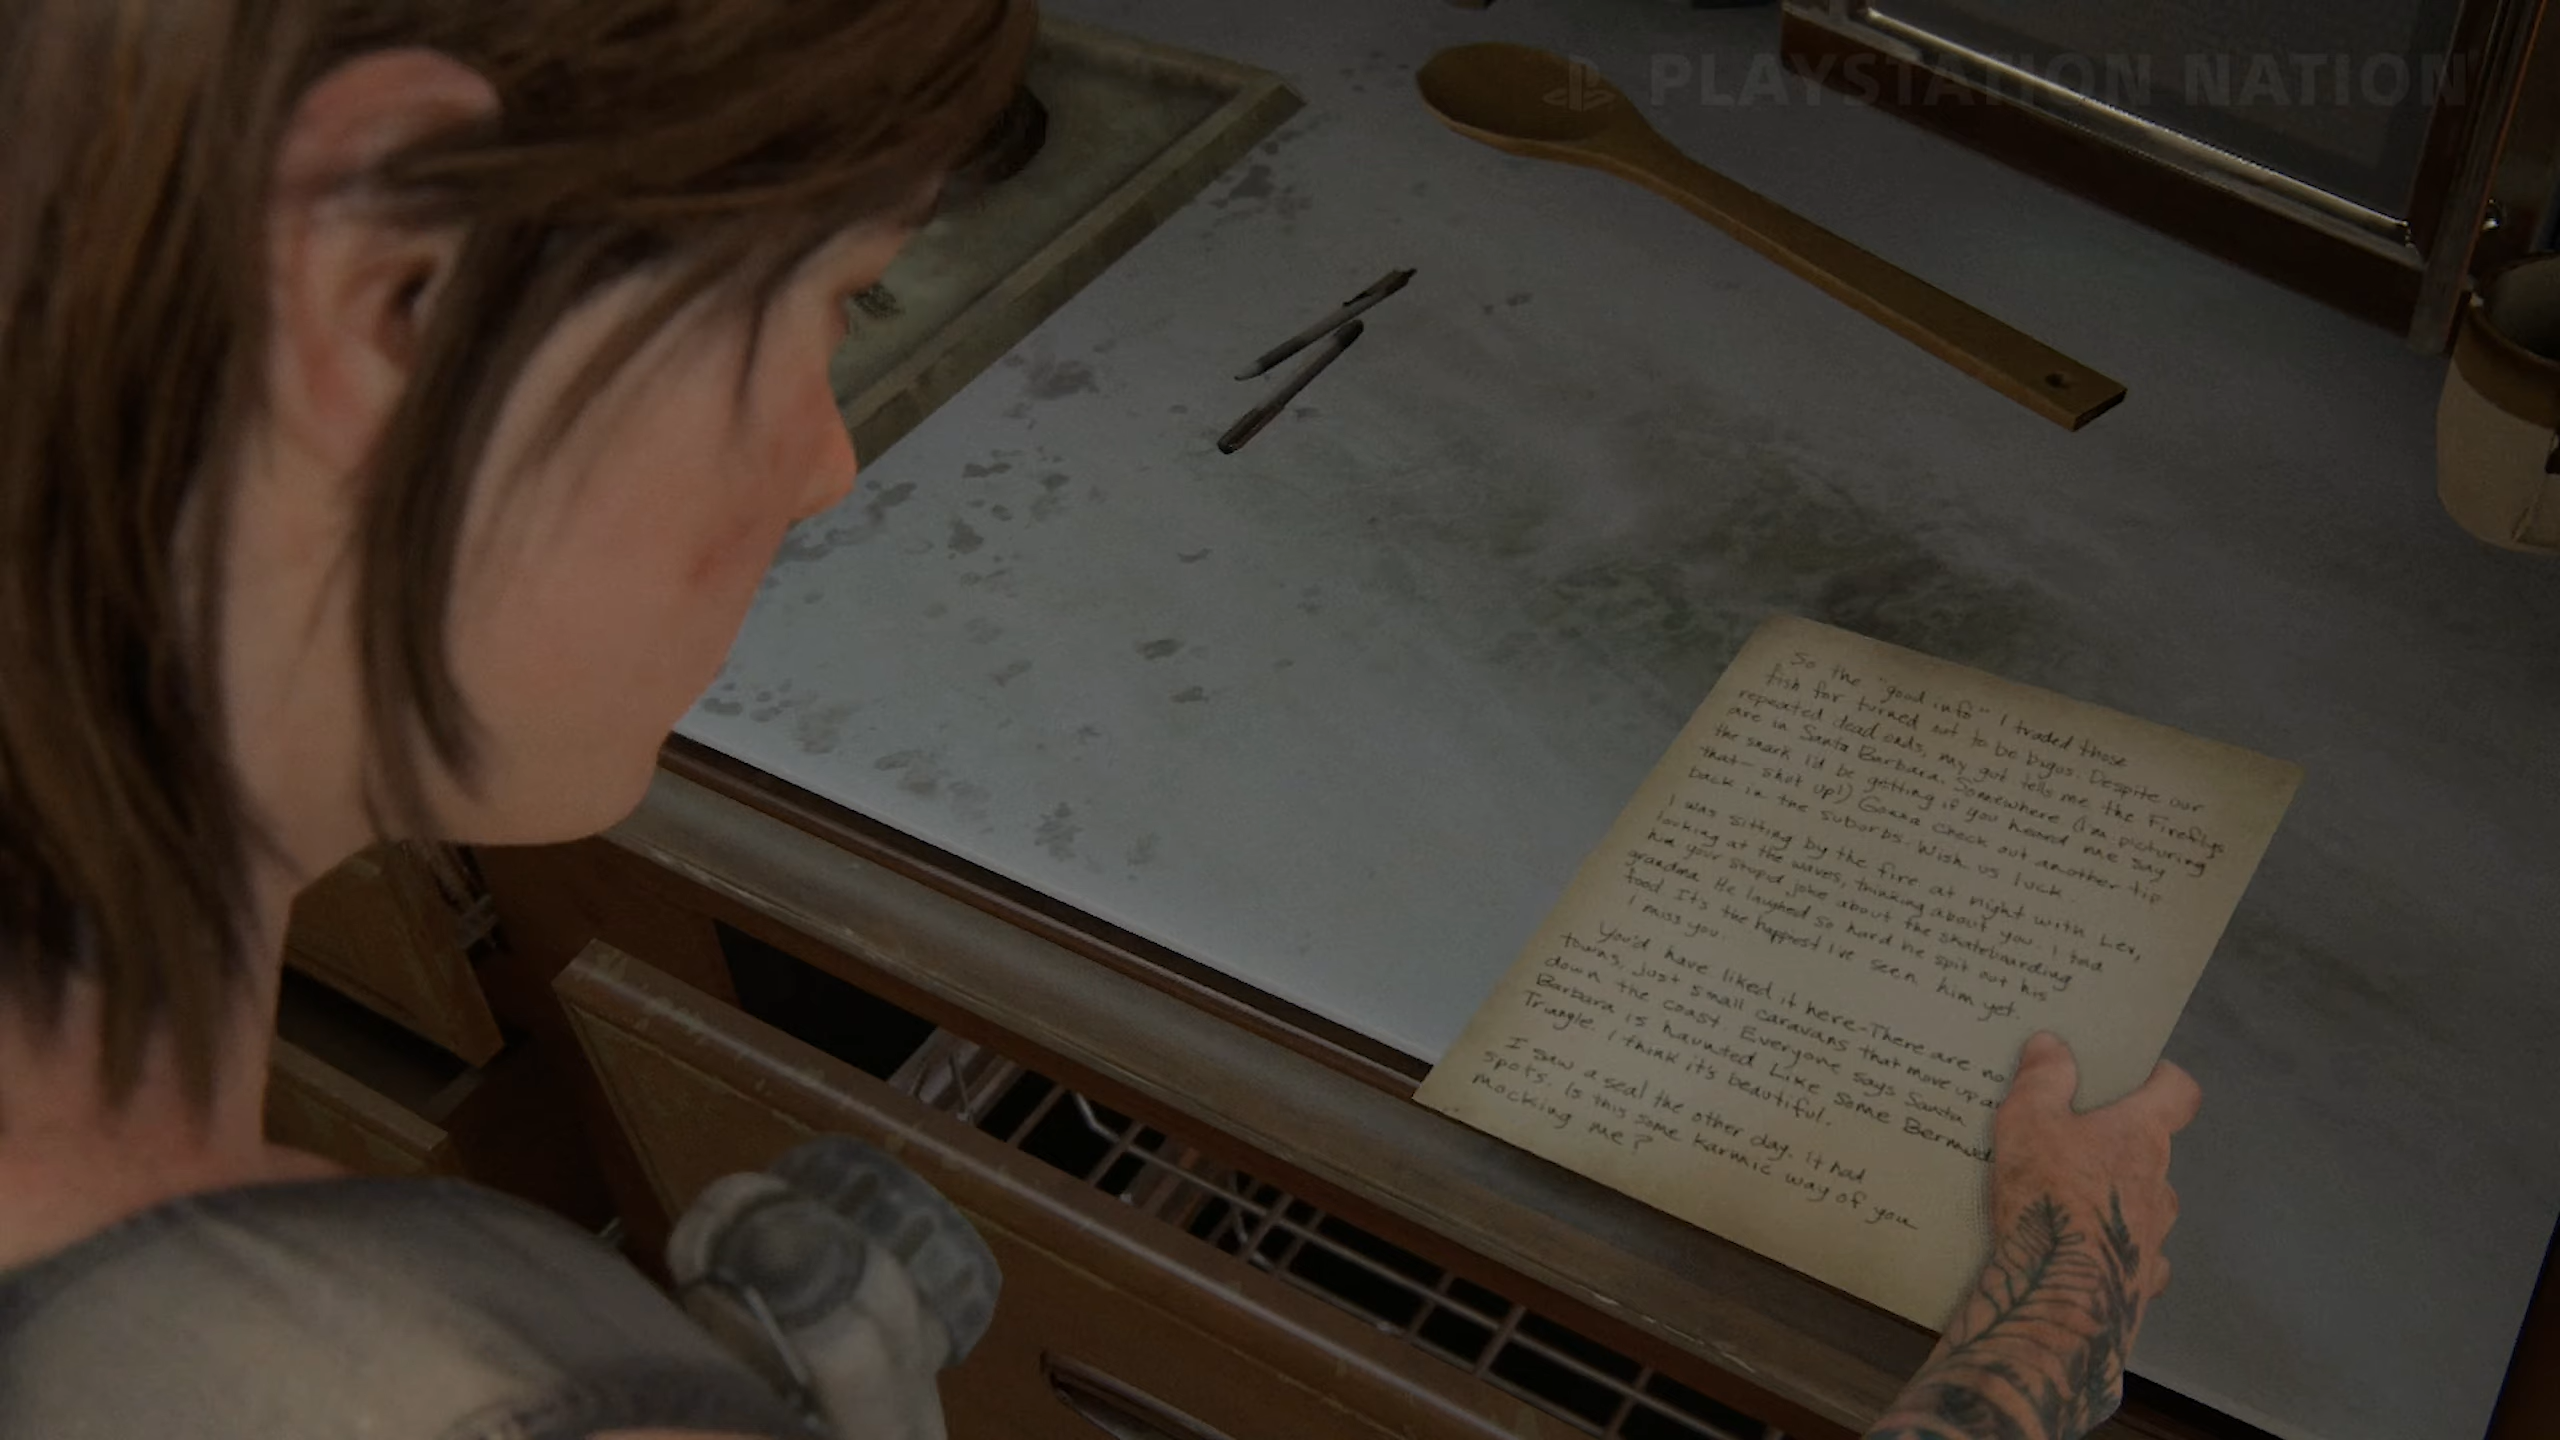 PLAYSTATION NATION
So the "good info" I traded those
fish for turned out to be bogus. Despite our
repeated dead ends, my gut tells me the Fireflys
are in Santa Barbara. Somewhere (I'm picturing
the snark I'd be getting if you heard me say
that- shut up!) Gonna check out another tip
back in the suburbs. Wish us luck.
I was sitting by the fire at night with Lev,
looking at the waves, thinking about you. I told
him your stupid joke about the skateboarding
grandma. He laughed so hard he spit out his
food. It's the happiest I've seen him yet.
I miss you.
You'd have liked it here-There are no
towns, just small caravans that move up an
down the coast. Everyone says Santa
Barbara is haunted Like some Bermud
Triangle. I think it's beautiful.
I saw a seal the other day. it had
spots. Is this some karmic way of you
mocking me?